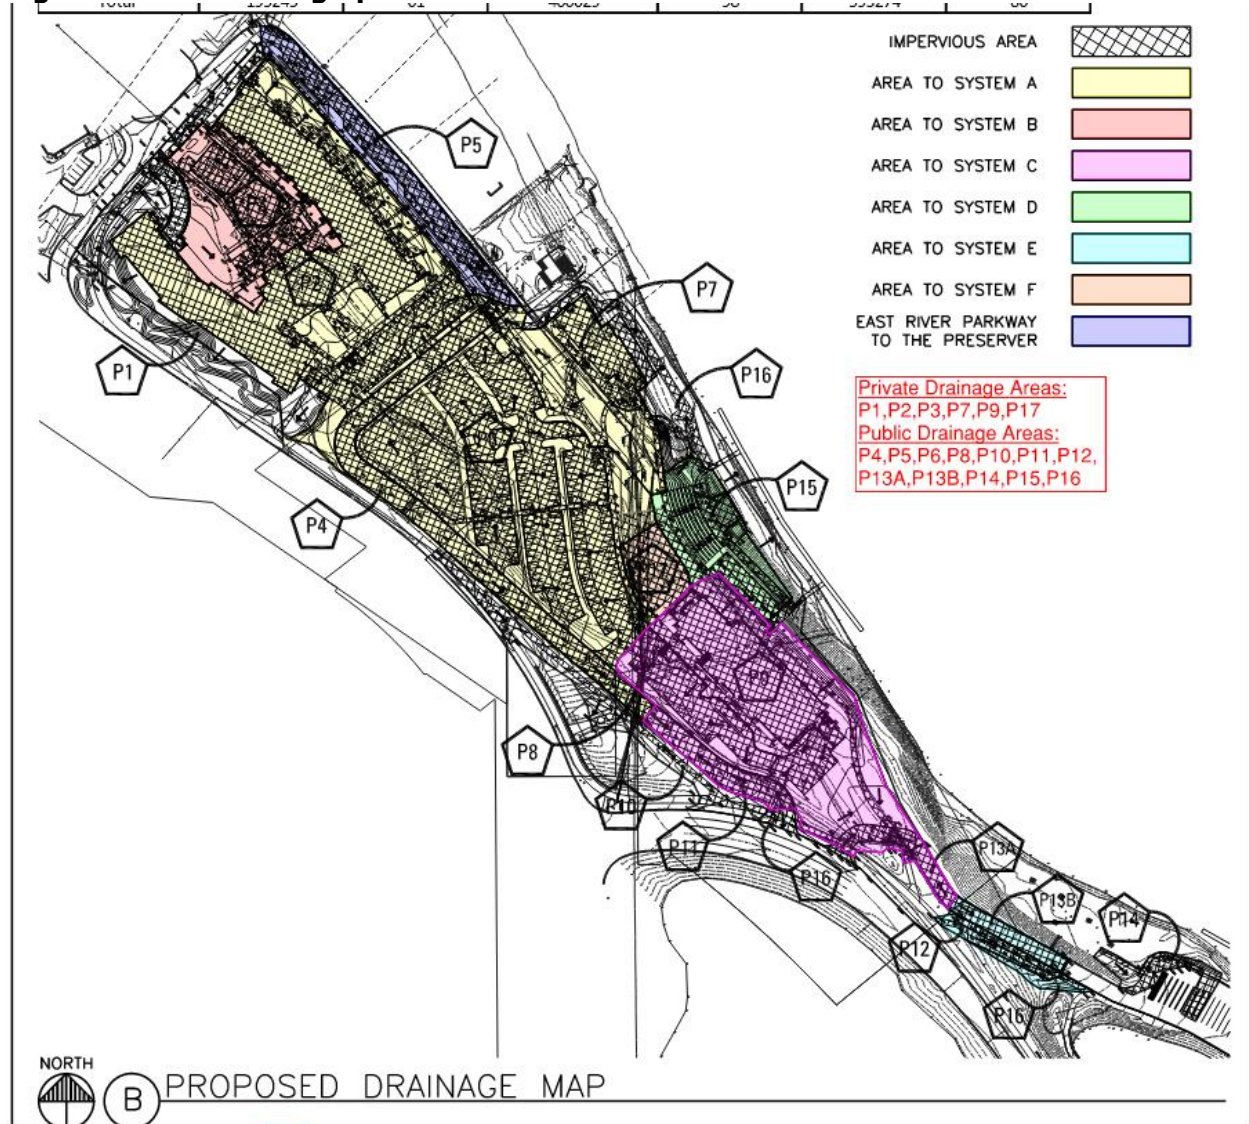 Total
IMPERVIOUS AREA
AREA TO SYSTEM A
AREA TO SYSTEM B
AREA TO SYSTEM C
AREA TO SYSTEM D
AREA TO SYSTEM E
AREA TO SYSTEM F
EAST RIVER PARKWAY
TO THE PRESERVER
Private Drainage Areas:
P1,P2,P3,P7,P9,P17
Public Drainage Areas:
P4,P5,P6,P8,P10,P11,P12,
P13A,P13B,P14,P15,P16
P5
P7
P1
P16
P15
P4
P9
P8
P10
P11
P16
P13A
P13B
P14
P12
P16
NORTH
B PROPOSED DRAINAGE MAP